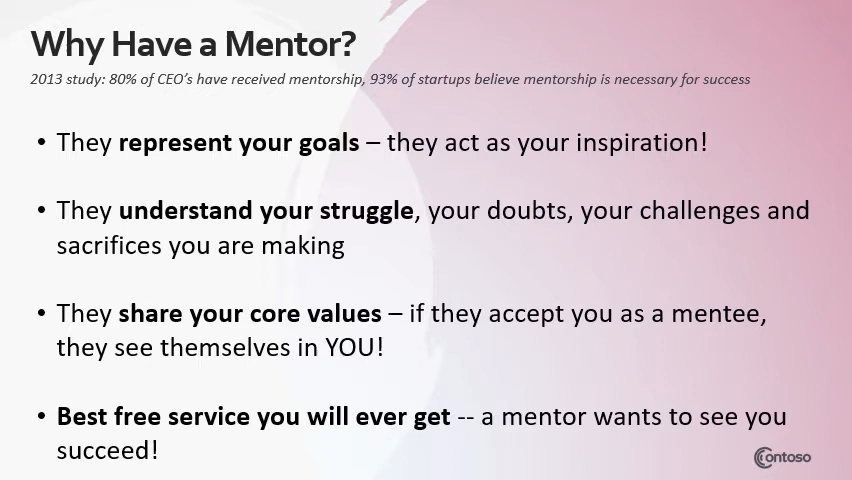 Why Have a Mentor?
2013 study: 80% of CEO's have received mentorship, 93% of startups believe mentorship is necessary for success
• They represent your goals – they act as your inspiration!
• They understand your struggle, your doubts, your challenges and
sacrifices you are making
• They share your core values – if they accept you as a mentee,
they see themselves in YOU!
• Best free service you will ever get -- a mentor wants to see you
succeed!
Contoso